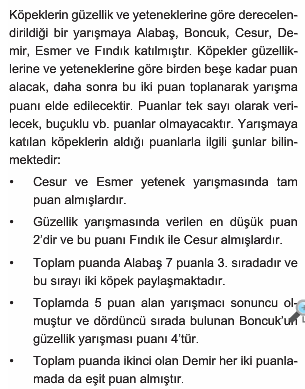 Köpeklerin güzellik ve yeteneklerine göre derecelen-
dirildiği bir yarışmaya Alabaş, Boncuk, Cesur, De-
mir, Esmer ve Fındık katılmıştır. Köpekler güzellik-
lerine ve yeteneklerine göre birden beşe kadar puan
alacak, daha sonra bu iki puan toplanarak yarışma
puanı elde edilecektir. Puanlar tek sayı olarak veri-
lecek, buçuklu vb. puanlar olmayacaktır. Yarışmaya
katılan köpeklerin aldığı puanlarla ilgili şunlar bilin-
mektedir:
• Cesur ve Esmer yetenek yarışmasında tam
puan almışlardır.
• Güzellik yarışmasında verilen en düşük puan
2'dir ve bu puanı Fındık ile Cesur almışlardır.
• Toplam puanda Alabaş 7 puanla 3. sıradadır ve
bu sırayı iki köpek paylaşmaktadır.
• Toplamda 5 puan alan yarışmacı sonuncu ol-
muştur ve dördüncü sırada bulunan Boncuk'un
güzellik yarışması puanı 4'tür.
• Toplam puanda ikinci olan Demir her iki puanla-
mada da eşit puan almıştır.